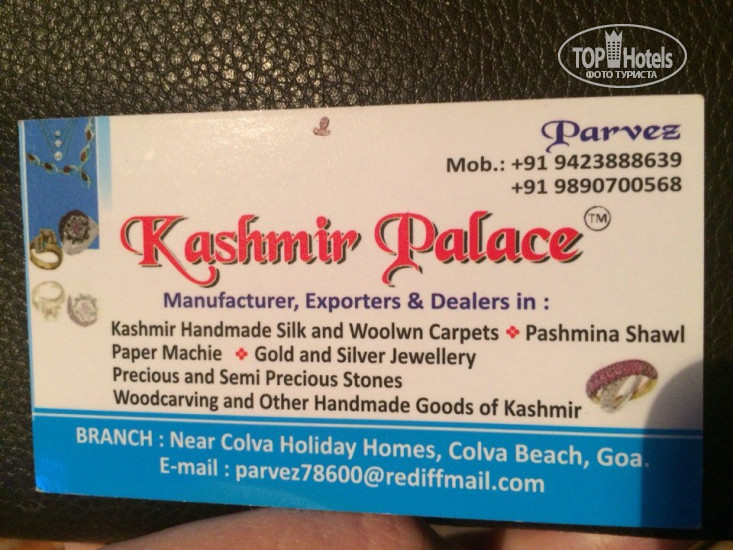 TOP Hotels
ФОТО ТУРИСТА
Parvez
Mob.: +91 9423888639
+91 9890700568
Kashmir Palace TM
Manufacturer, Exporters & Dealers in :
Kashmir Handmade Silk and Woolwn Carpets ❖ Pashmina Shawl
Paper Machie ❖ Gold and Silver Jewellery
Precious and Semi Precious Stones
Woodcarving and Other Handmade Goods of Kashmir
BRANCH : Near Colva Holiday Homes, Colva Beach, Goa.
E-mail : parvez78600@rediffmail.com